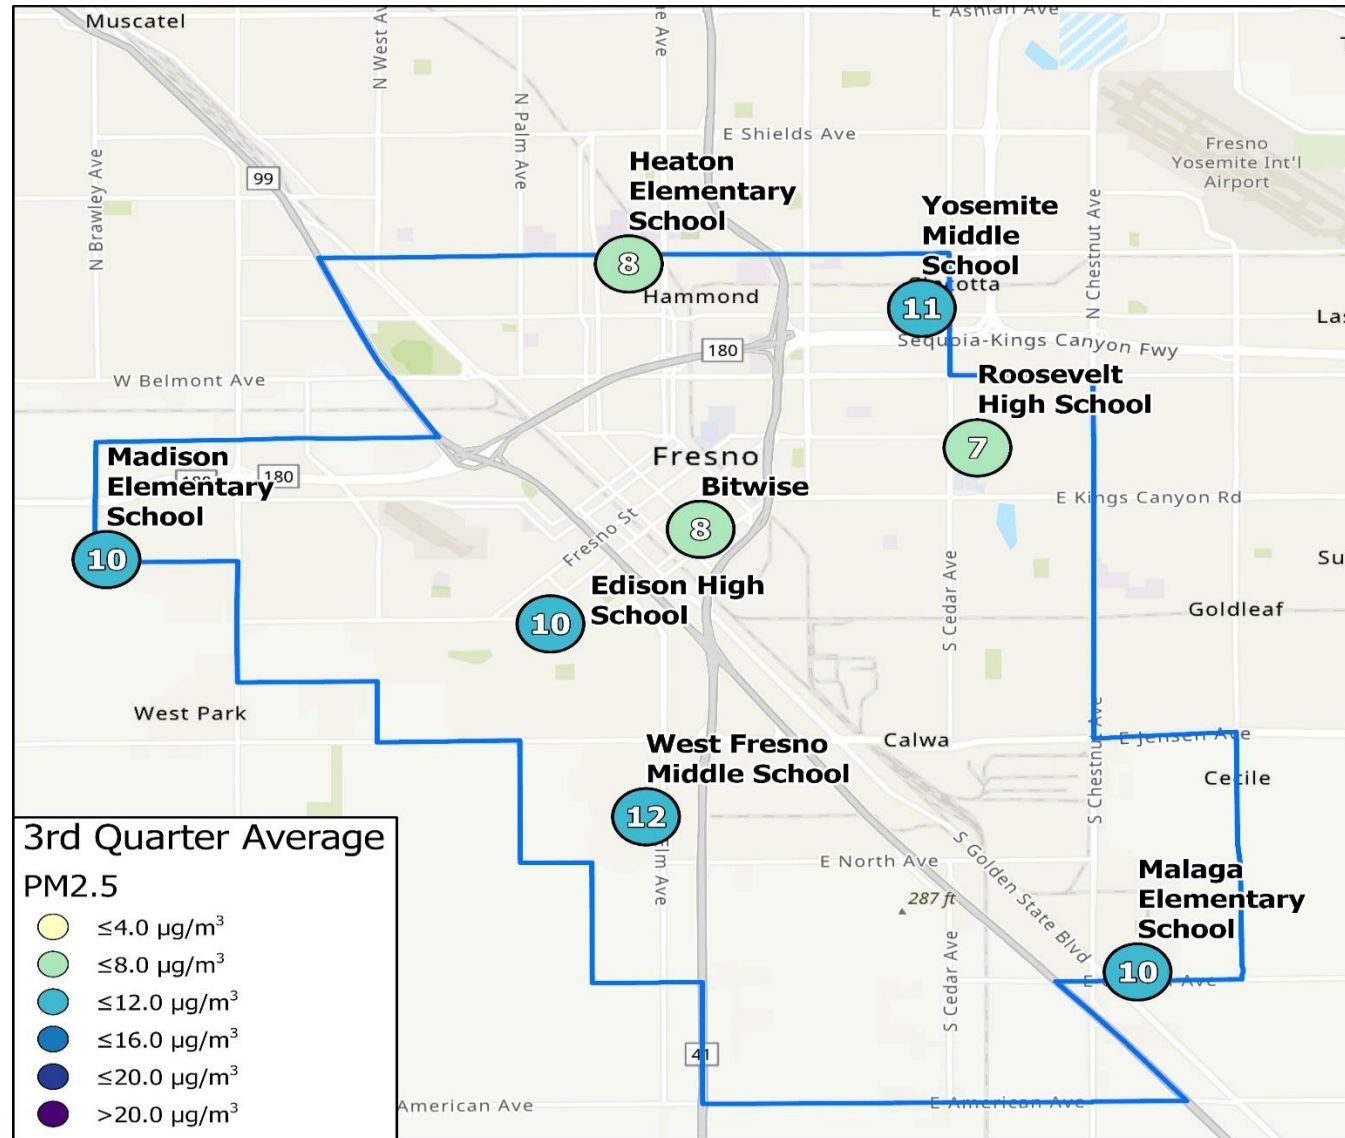 Muscatel
N West Av
ne Ave
E Ashlan Ave
E Shields Ave
N Palm Ave
N Brawley Ave
99
Fresno
Yosemite Int'l
Airport
Heaton
Elementary
School
8
Hammond
Yosemite
Middle
School
11
N Chestnut Ave
Las
180
Sequoia-Kings Canyon Fwy
W Belmont Ave
Roosevelt
High School
7
Madison
Elementary
School
10
180
180
Fresno
Bitwise
8
E Kings Canyon Rd
Fresno St
Su
Edison High
School
10
S Cedar Ave
Goldleaf
West Park
West Fresno
Middle School
12
Elm Ave
Calwa
E Jensen Ave
Cecile
S Chestnut Ave
E North Ave
S Golden State Blvd
287 ft
Malaga
Elementary
School
10
S Cedar Ave
41
American Ave
E American Ave
3rd Quarter Average
PM2.5
≤4.0 µg/m³
≤8.0 µg/m³
≤12.0 µg/m³
≤16.0 µg/m³
≤20.0 µg/m³
>20.0 µg/m³